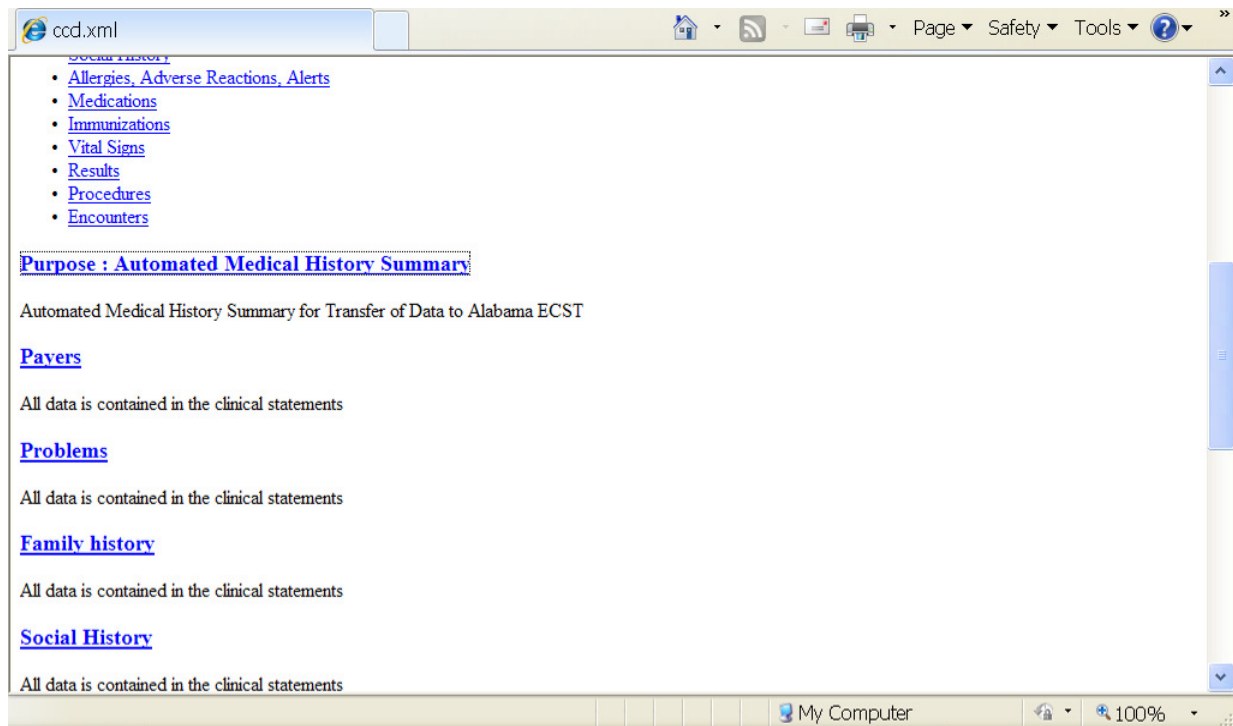 ccd.xml
Page
Safety
Tools
»
Social History
• Allergies, Adverse Reactions, Alerts
• Medications
• Immunizations
• Vital Signs
• Results
• Procedures
• Encounters
Purpose : Automated Medical History Summary
Automated Medical History Summary for Transfer of Data to Alabama ECST
Payers
All data is contained in the clinical statements
Problems
All data is contained in the clinical statements
Family history
All data is contained in the clinical statements
Social History
All data is contained in the clinical statements
My Computer
100%